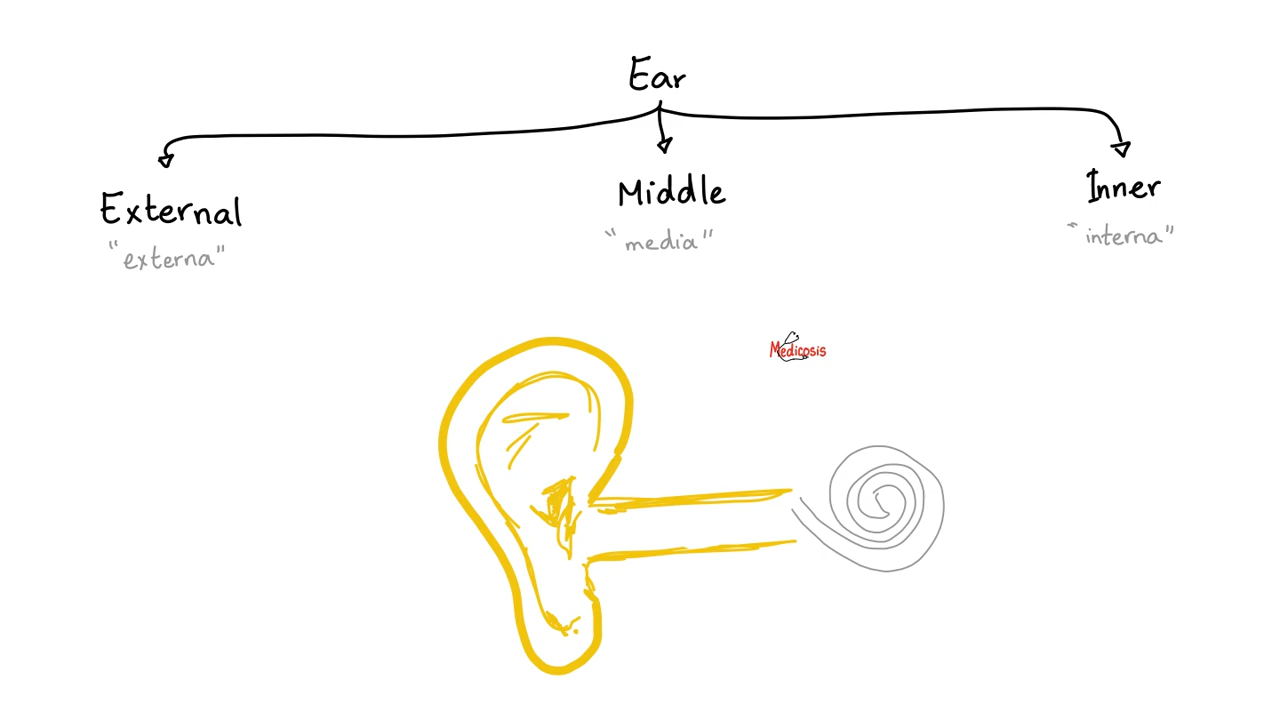 Ear
External
Middle
Inner
"externa"
"media"
"interna"
Medicosis